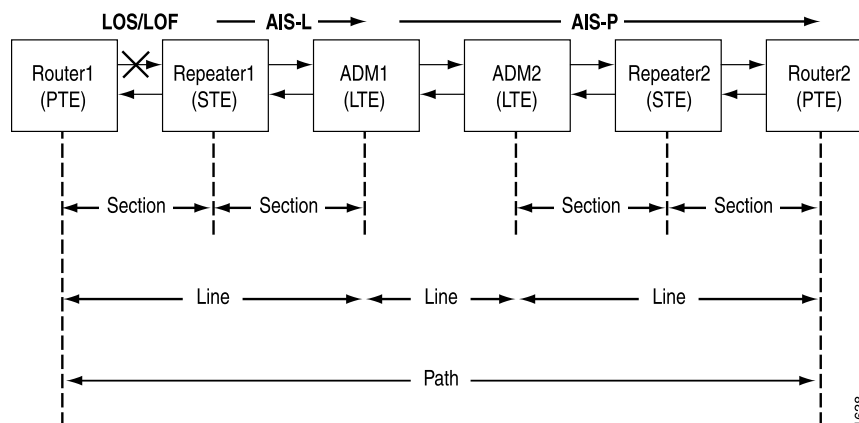 LOS/LOF AIS-L AIS-P
Router1 Repeater1 ADM1 ADM2 Repeater2 Router2
(PTE) (STE) (LTE) (LTE) (STE) (PTE)
Section Section Section Section
Line Line Line
Path